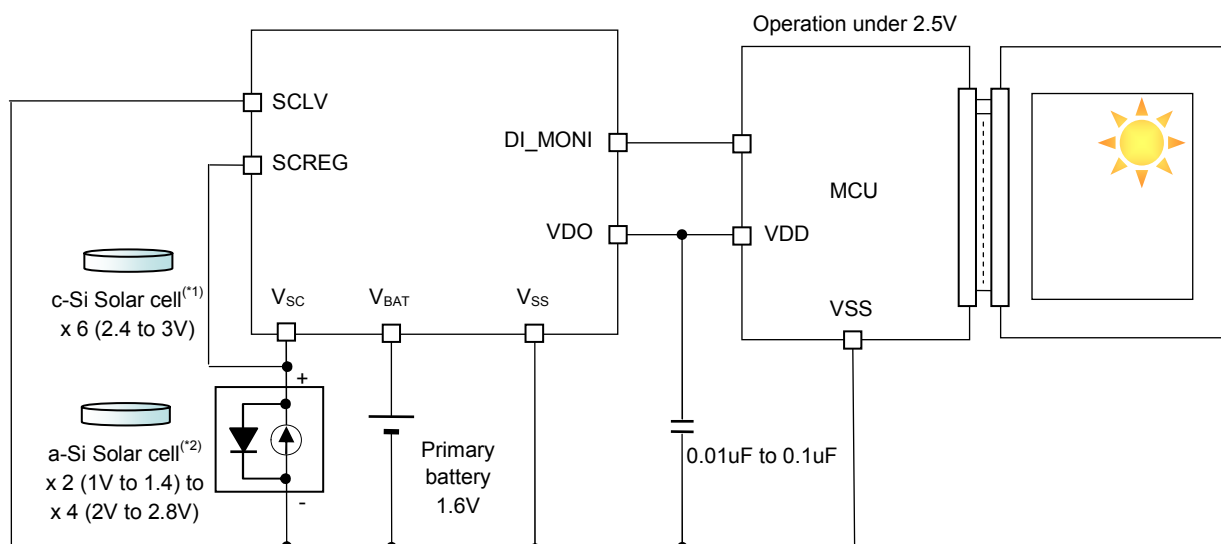 Operation under 2.5V
SCLV
SCREG
DI_MONI
VDO
MCU
VDD
VSS
c-Si Solar cell(*1)
x 6 (2.4 to 3V)
VSC
VBAT
VSS
+
a-Si Solar cell(*2)
x 2 (1V to 1.4) to
x 4 (2V to 2.8V)
-
Primary
battery
1.6V
0.01uF to 0.1uF